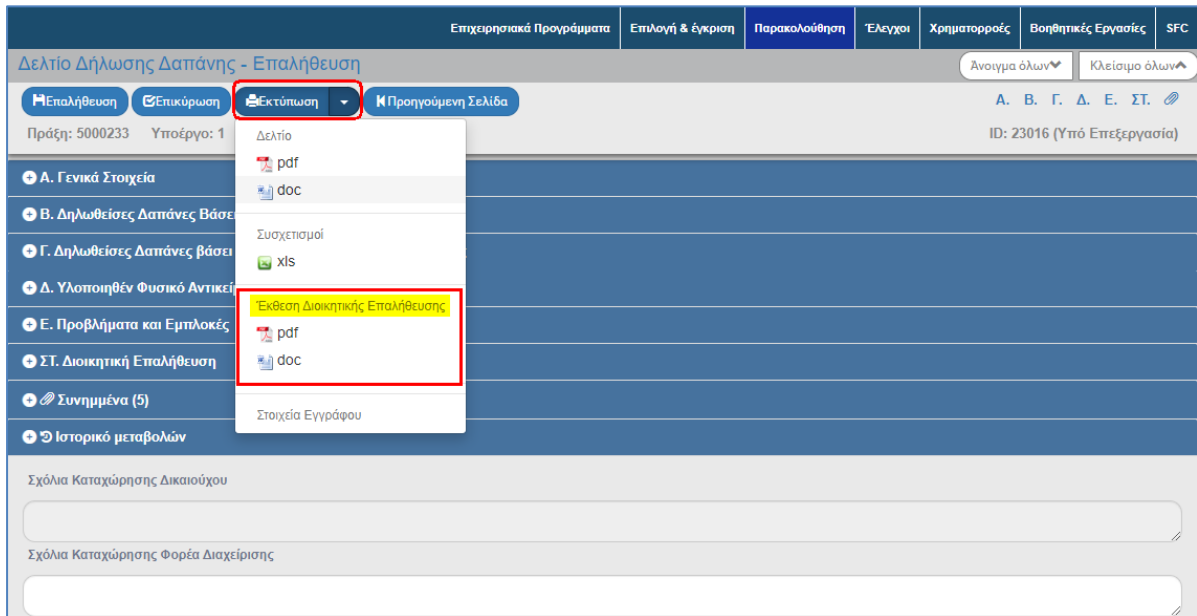 Επιχειρησιακά Προγράμματα Επιλογή & έγκριση Παρακολούθηση Έλεγχοι Χρηματορροές Βοηθητικές Εργασίες SFC
Δελτίο Δήλωσης Δαπάνης - Επαλήθευση Άνοιγμα όλων Κλείσιμο όλων
Επαλήθευση Επικύρωση Εκτύπωση Προηγούμενη Σελίδα Α. Β. Γ. Δ. Ε. ΣΤ.
Πράξη: 5000233 Υποέργο: 1 ID: 23016 (Υπό Επεξεργασία)
Δελτίο
pdf
doc
Συσχετισμοί
xls
Έκθεση Διοικητικής Επαλήθευσης
pdf
doc
Στοιχεία Εγγράφου
Α. Γενικά Στοιχεία
Β. Δηλωθείσες Δαπάνες Βάσει
Γ. Δηλωθείσες Δαπάνες βάσει
Δ. Υλοποιηθέν Φυσικό Αντικεί
Ε. Προβλήματα και Εμπλοκές
ΣΤ. Διοικητική Επαλήθευση
Συνημμένα (5)
Ιστορικό μεταβολών
Σχόλια Καταχώρησης Δικαιούχου
Σχόλια Καταχώρησης Φορέα Διαχείρισης